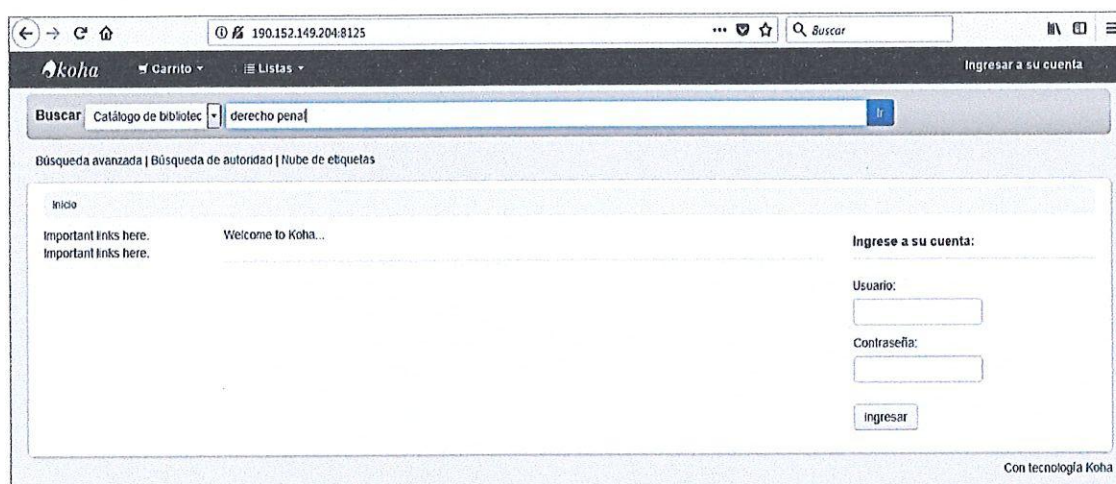 190.152.149.204:8125
Buscar
koha Carrito Listas Ingresar a su cuenta
Buscar Catálogo de bibliotec derecho penal Ir
Búsqueda avanzada | Búsqueda de autoridad | Nube de etiquetas
Inicio
Important links here.
Important links here.
Welcome to Koha...
Ingrese a su cuenta:
Usuario:
Contraseña:
Ingresar
Con tecnología Koha